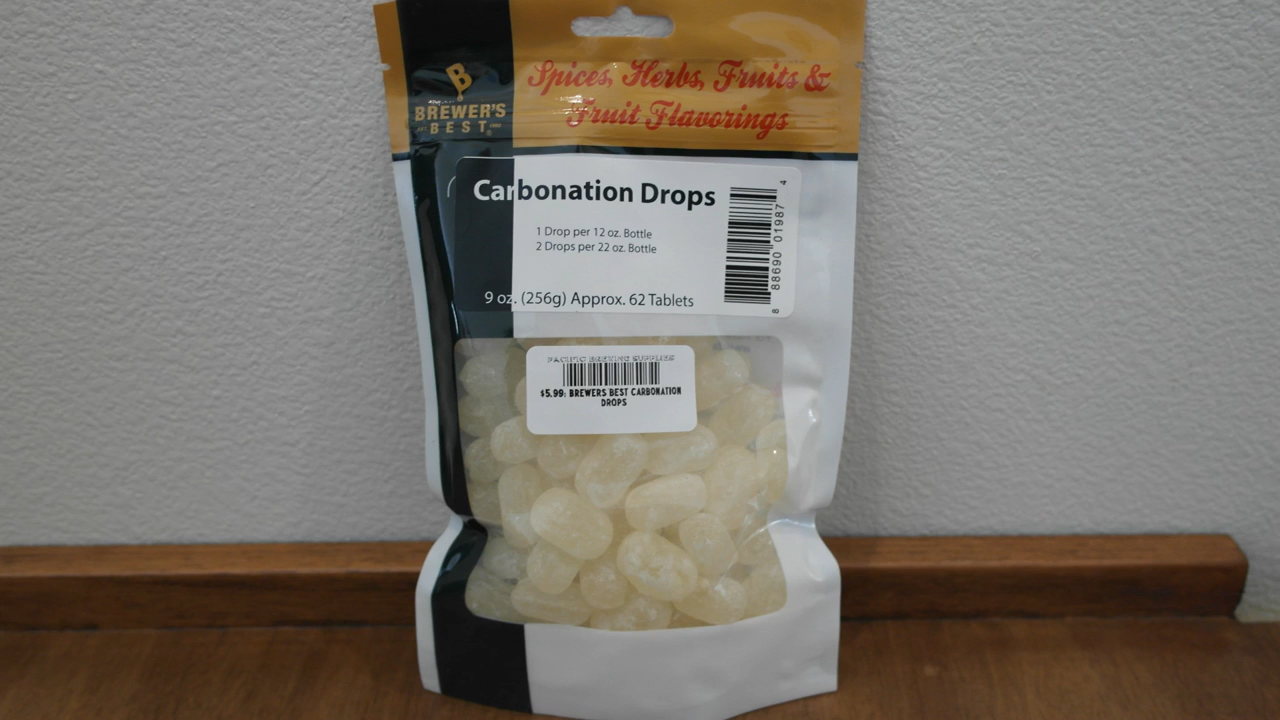 Spices, Herbs, Fruits &
Fruit Flavorings
B
BREWER'S
BEST
Carbonation Drops
1 Drop per 12 oz. Bottle
2 Drops per 22 oz. Bottle
9 oz. (256g) Approx. 62 Tablets
8 88690 01987 4
PACIFIC BREWING SUPPLIES
$5.99: BREWERS BEST CARBONATION
DROPS